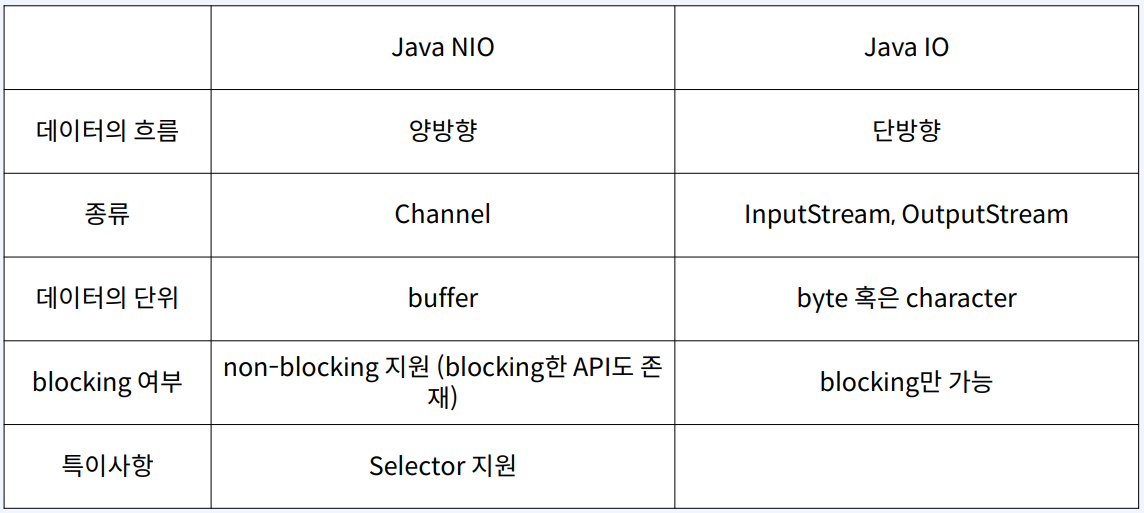 Java NIO
Java IO
데이터의 흐름
양방향
단방향
종류
Channel
InputStream, OutputStream
데이터의 단위
buffer
byte 혹은 character
blocking 여부
non-blocking 지원 (blocking한 API도 존
재)
blocking만 가능
특이사항
Selector 지원